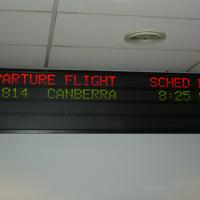 PARTURE FLIGHT SCHED
814 CANBERRA 8:25